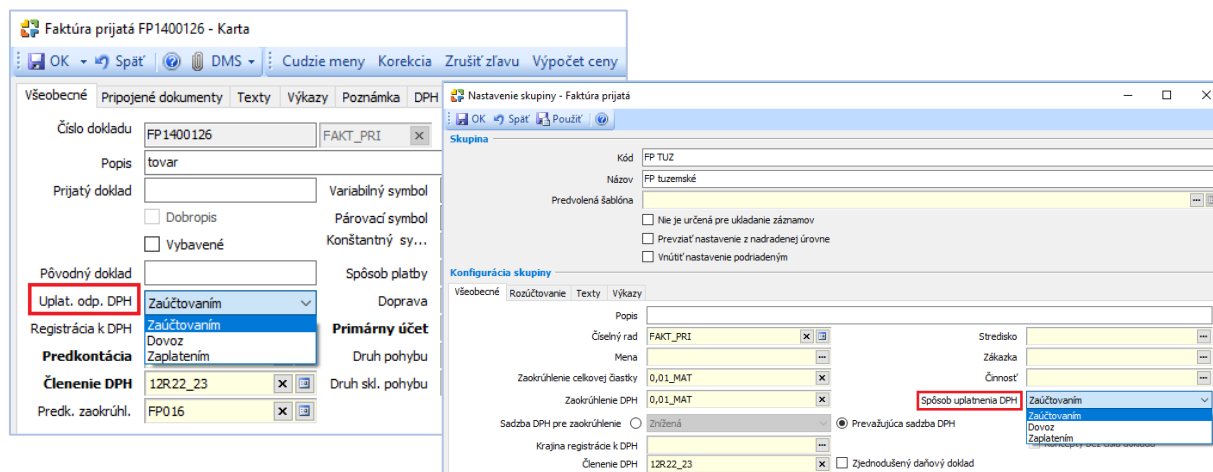 Faktúra prijatá FP1400126 - Karta
OK Späť DMS Cudzie meny Korekcia Zrušiť zľavu Výpočet ceny
Všeobecné Pripojené dokumenty Texty Výkazy Poznámka DPH
Číslo dokladu FP1400126 FAKT_PRI
Popis tovar
Prijatý doklad Variabilný symbol
Dobropis Párovací symbol
Vybavené Konštantný sy...
Pôvodný doklad Spôsob platby
Uplat. odp. DPH Zaúčtovaním Doprava
Registrácia k DPH Zaúčtovaním Primárny účet
Dovoz
Predkontácia Zaplatením Druh pohybu
Členenie DPH 12R22_23 Druh skl. pohybu
Predk. zaokrúhl. FP016
Nastavenie skupiny - Faktúra prijatá
OK Späť Použiť
Skupina
Kód FP TUZ
Názov FP tuzemské
Predvolená šablóna
Nie je určená pre ukladanie záznamov
Prevziať nastavenie z nadradenej úrovne
Vnútiť nastavenie podriadeným
Konfigurácia skupiny
Všeobecné Rozúčtovanie Texty Výkazy
Popis
Číselný rad FAKT_PRI Stredisko
Mena Zákazka
Zaokrúhlenie celkovej čiastky 0,01_MAT Činnosť
Zaokrúhlenie DPH 0,01_MAT Spôsob uplatnenia DPH Zaúčtovaním
Zaúčtovaním
Sadzba DPH pre zaokrúhlenie Znížená Prevažujúca sadzba DPH Dovoz
Zaplatením
Krajina registrácie k DPH
Členenie DPH 12R22_23 Zjednodušený daňový doklad